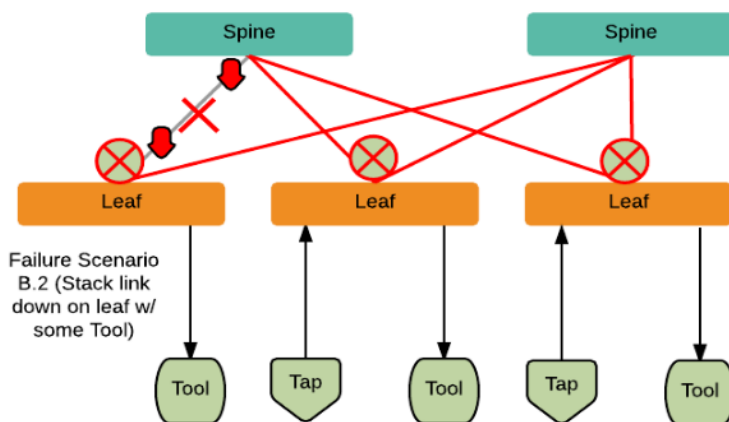 Spine
Spine
Leaf
Leaf
Leaf
Failure Scenario
B.2 (Stack link
down on leaf w/
some Tool)
Tool
Tap
Tool
Tap
Tool